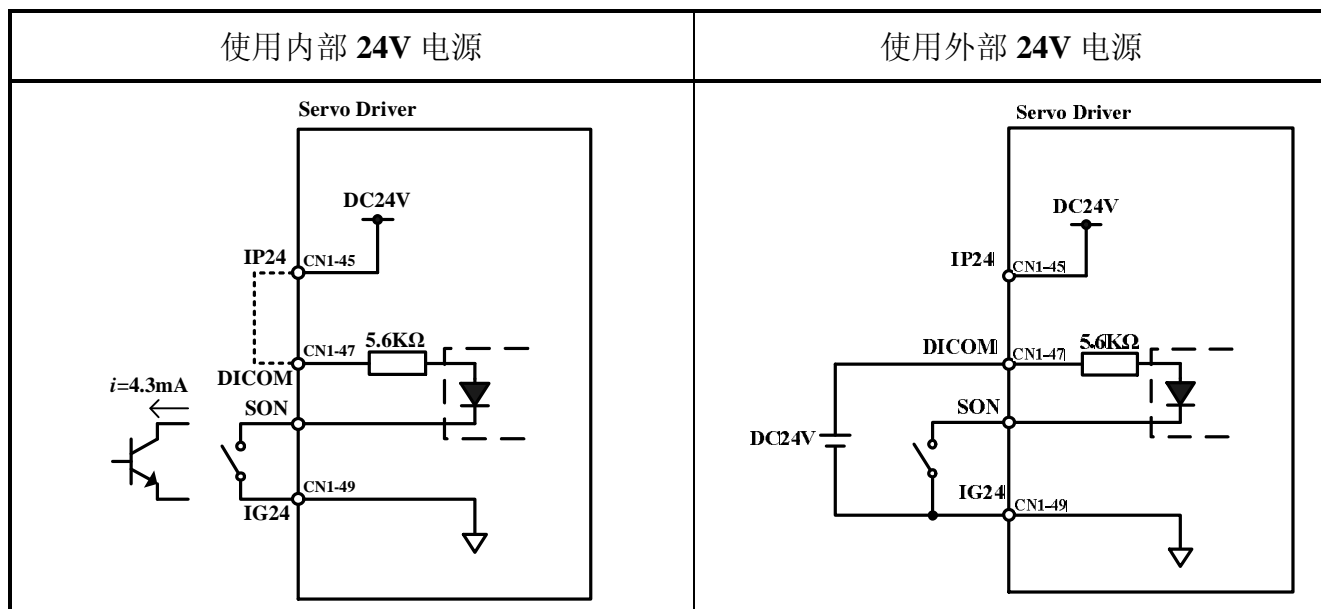 使用内部 24V 电源
使用外部 24V 电源
Servo Driver
DC24V
IP24
CN1-45
CN1-47
5.6KΩ
DICOM
i=4.3mA
SON
CN1-49
IG24
Servo Driver
DC24V
IP24
CN1-45
DICOM
CN1-47
5.6KΩ
SON
DC24V
IG24
CN1-49